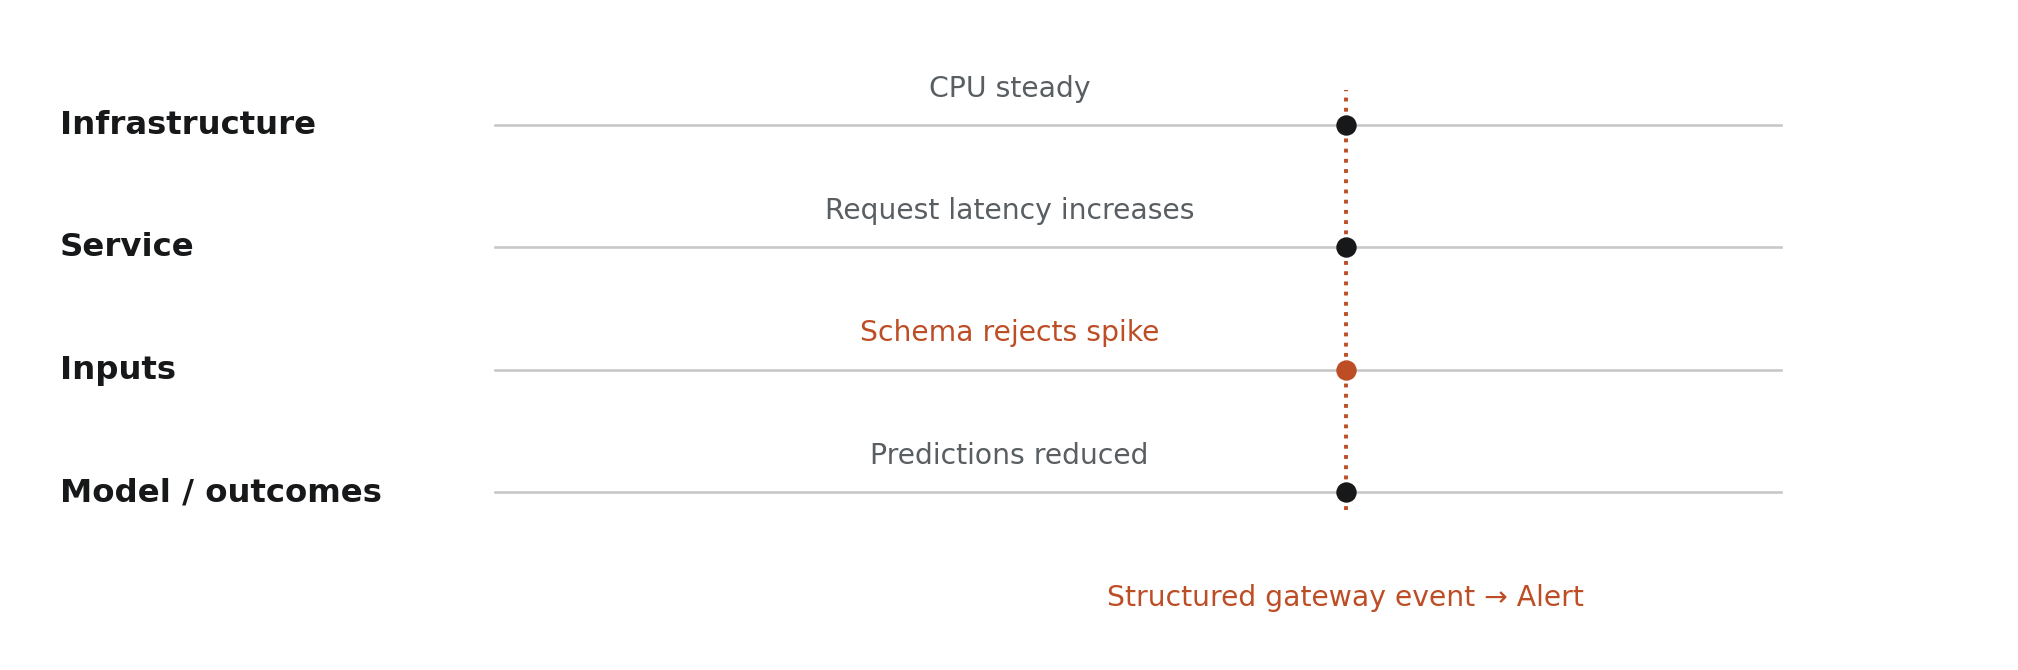 CPU steady
Infrastructure
Request latency increases
Service
Schema rejects spike
Inputs
Predictions reduced
Model / outcomes
Structured gateway event → Alert